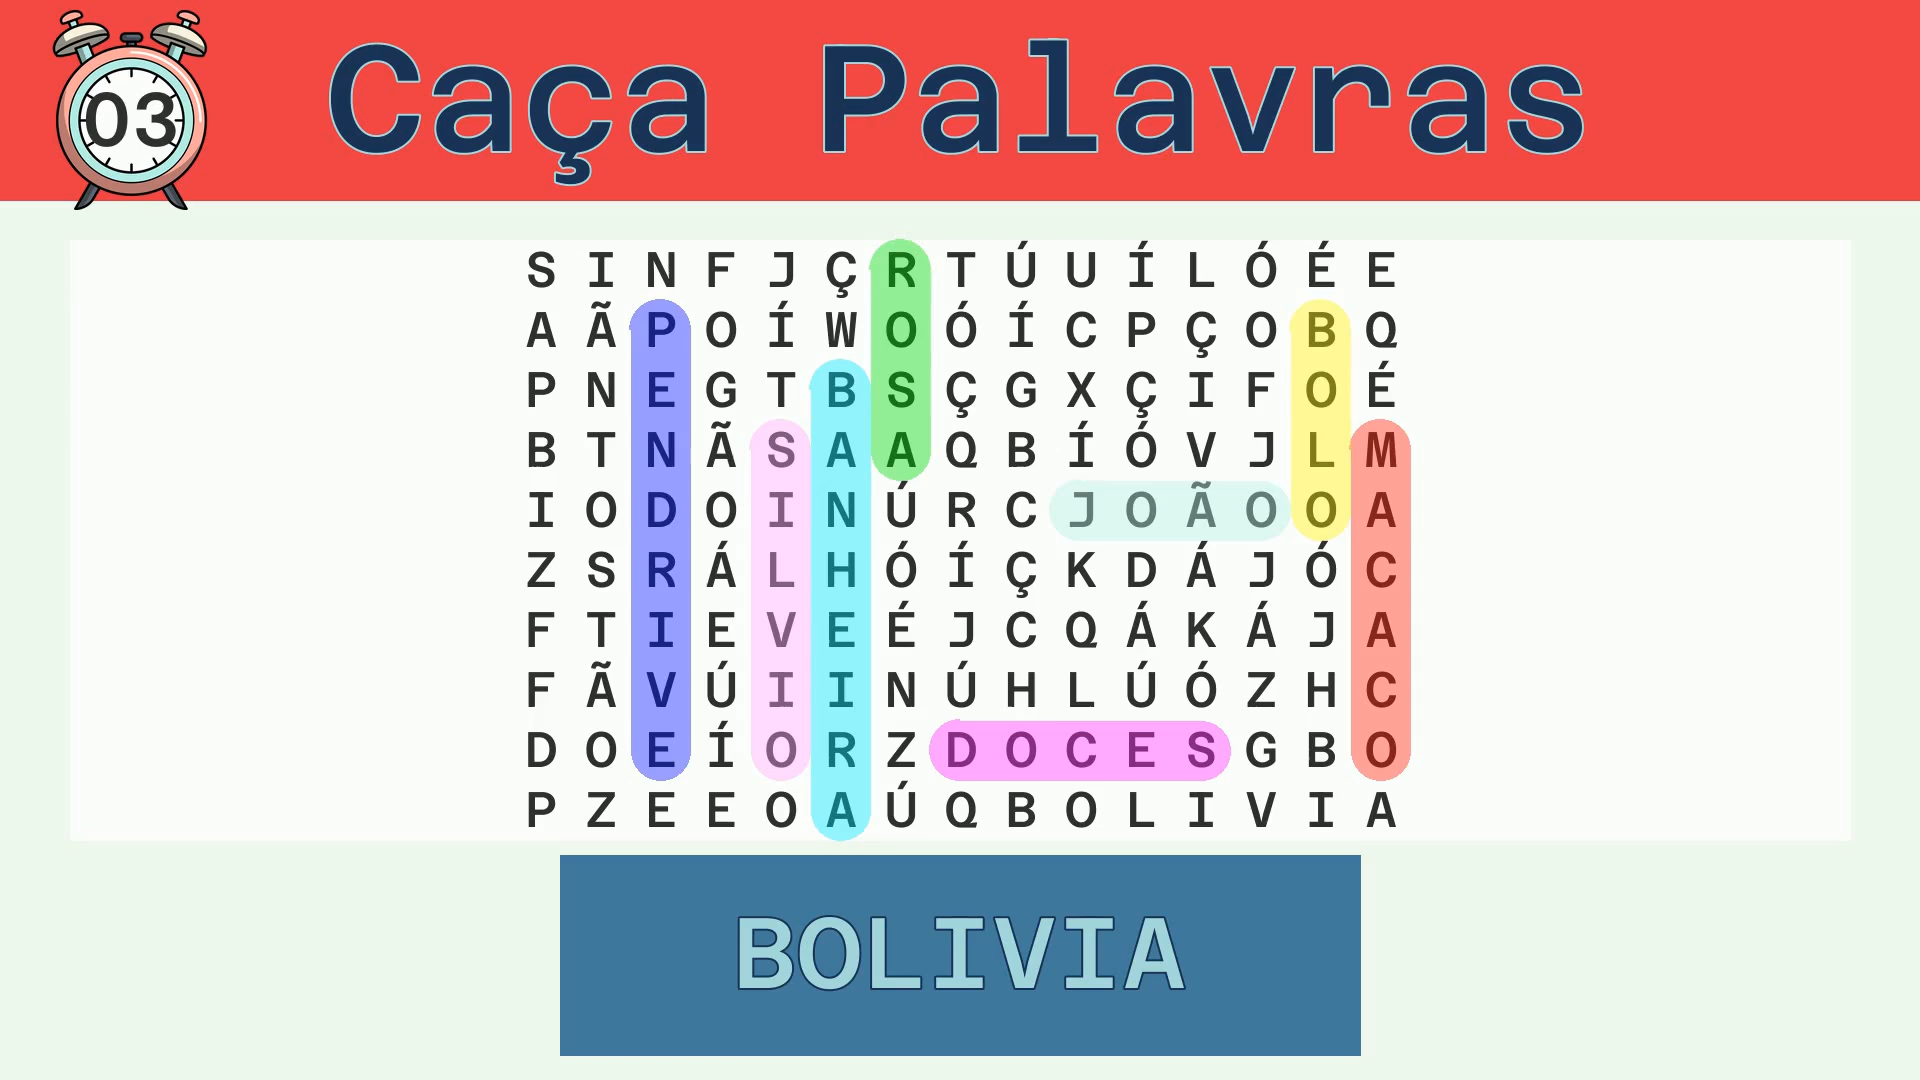 03
Caça Palavras
S I N F J Ç R T Ú U Í L Ó É E
A Ã P O Í W O Ó Í C P Ç O B Q
P N E G T B S Ç G X Ç I F O É
B T N Ã S A A Q B Í Ó V J L M
I O D O I N Ú R C J O Ã O O A
Z S R Á L H Ó Í Ç K D Á J Ó C
F T I E V E É J C Q Á K Á J A
F Ã V Ú I I N Ú H L Ú Ó Z H C
D O E Í O R Z D O C E S G B O
P Z E E O A Ú Q B O L I V I A
BOLIVIA